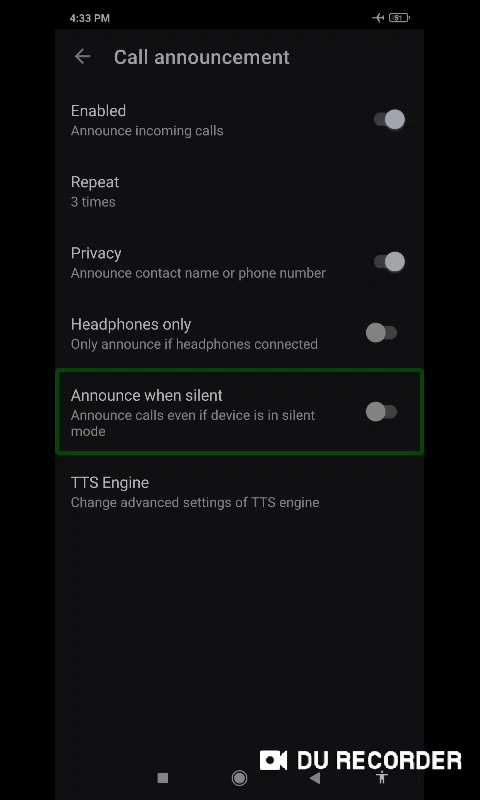 4:33 PM
51
Call announcement
Enabled
Announce incoming calls
Repeat
3 times
Privacy
Announce contact name or phone number
Headphones only
Only announce if headphones connected
Announce when silent
Announce calls even if device is in silent
mode
TTS Engine
Change advanced settings of TTS engine
DU RECORDER